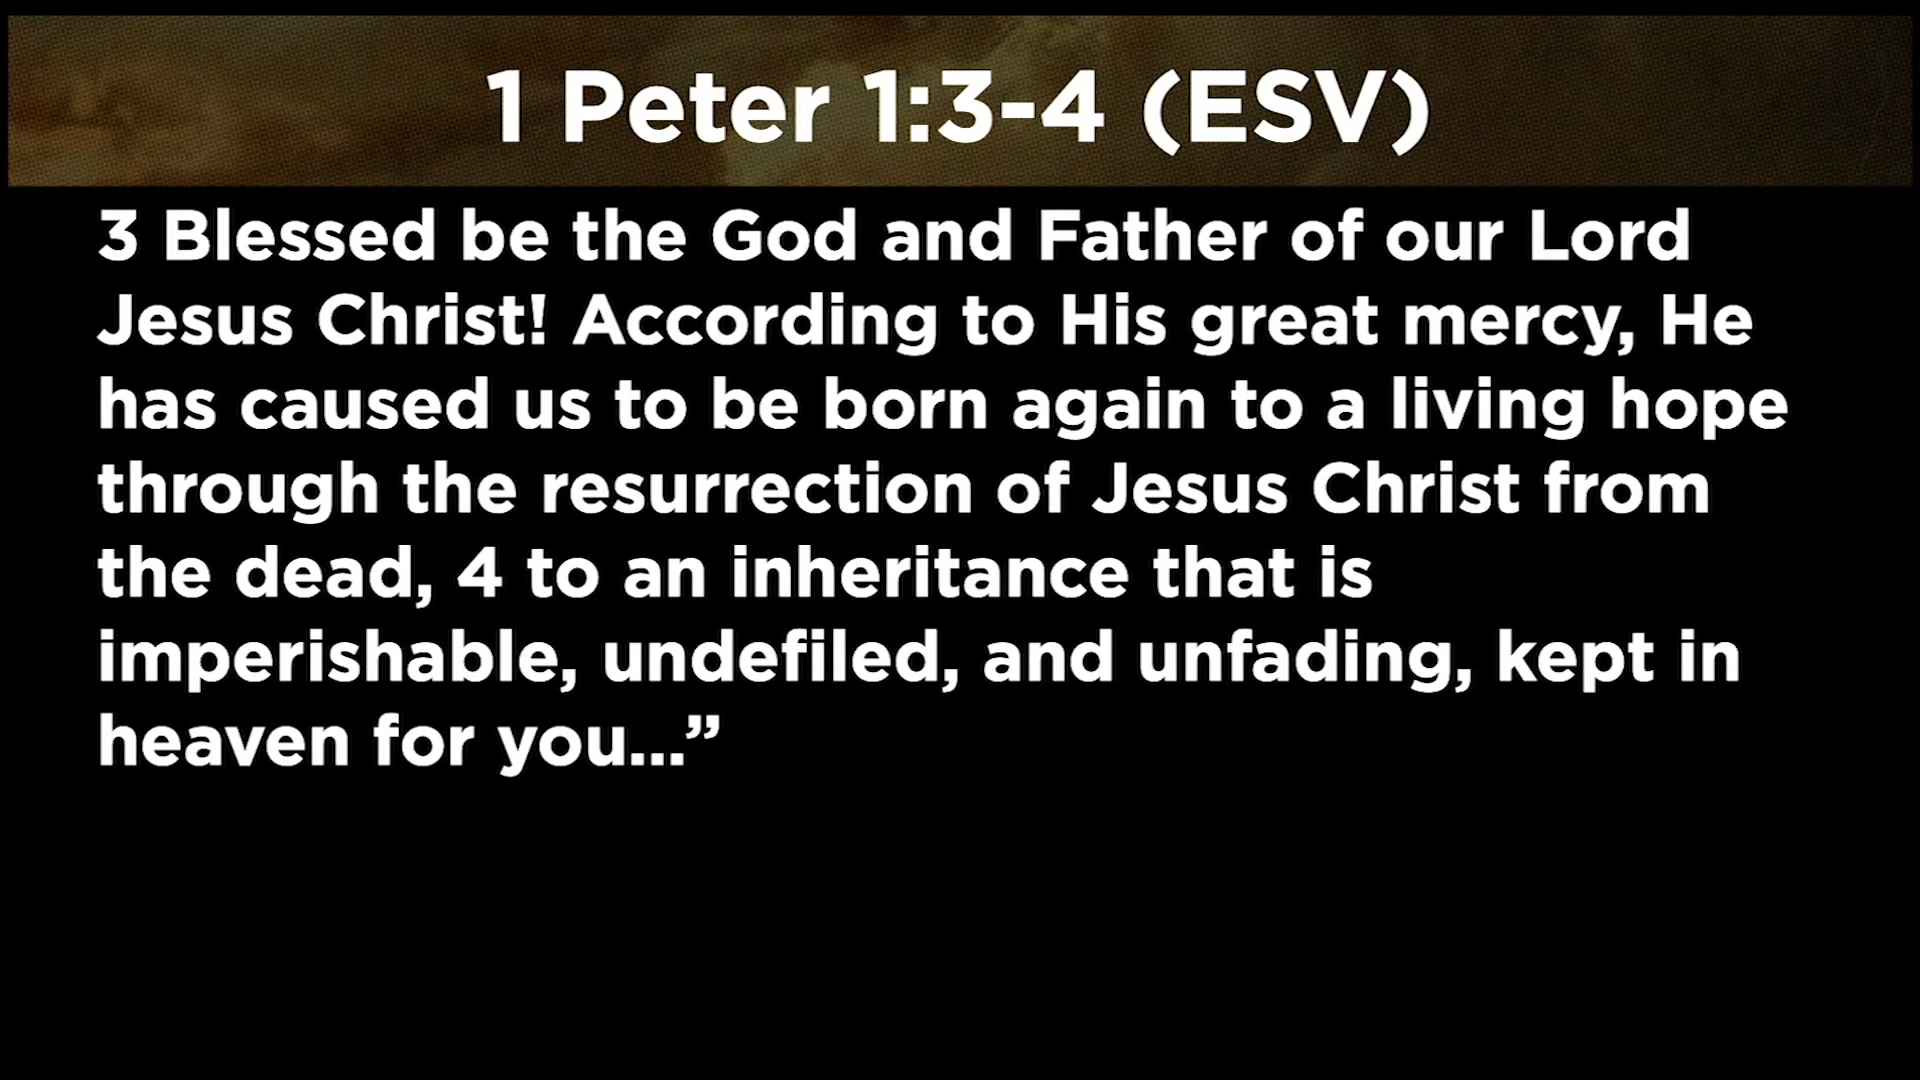 1 Peter 1:3-4 (ESV)
3 Blessed be the God and Father of our Lord
Jesus Christ! According to His great mercy, He
has caused us to be born again to a living hope
through the resurrection of Jesus Christ from
the dead, 4 to an inheritance that is
imperishable, undefiled, and unfading, kept in
heaven for you...”